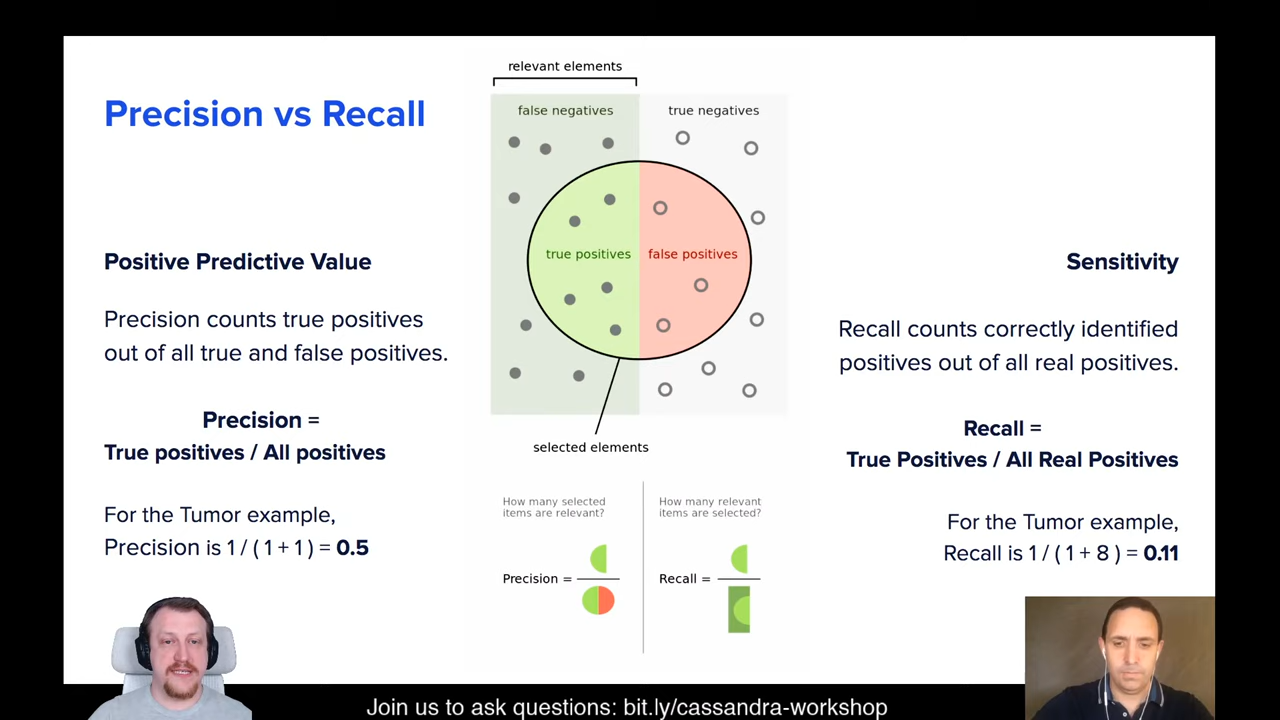 Precision vs Recall
Positive Predictive Value
Precision counts true positives
out of all true and false positives.
Precision =
True positives / All positives
For the Tumor example,
Precision is 1 / ( 1 + 1 ) = 0.5
relevant elements
false negatives
true negatives
true positives
false positives
selected elements
How many selected
items are relevant?
Precision =
How many relevant
items are selected?
Recall =
Sensitivity
Recall counts correctly identified
positives out of all real positives.
Recall =
True Positives / All Real Positives
For the Tumor example,
Recall is 1 / ( 1 + 8 ) = 0.11
Join us to ask questions: bit.ly/cassandra-workshop